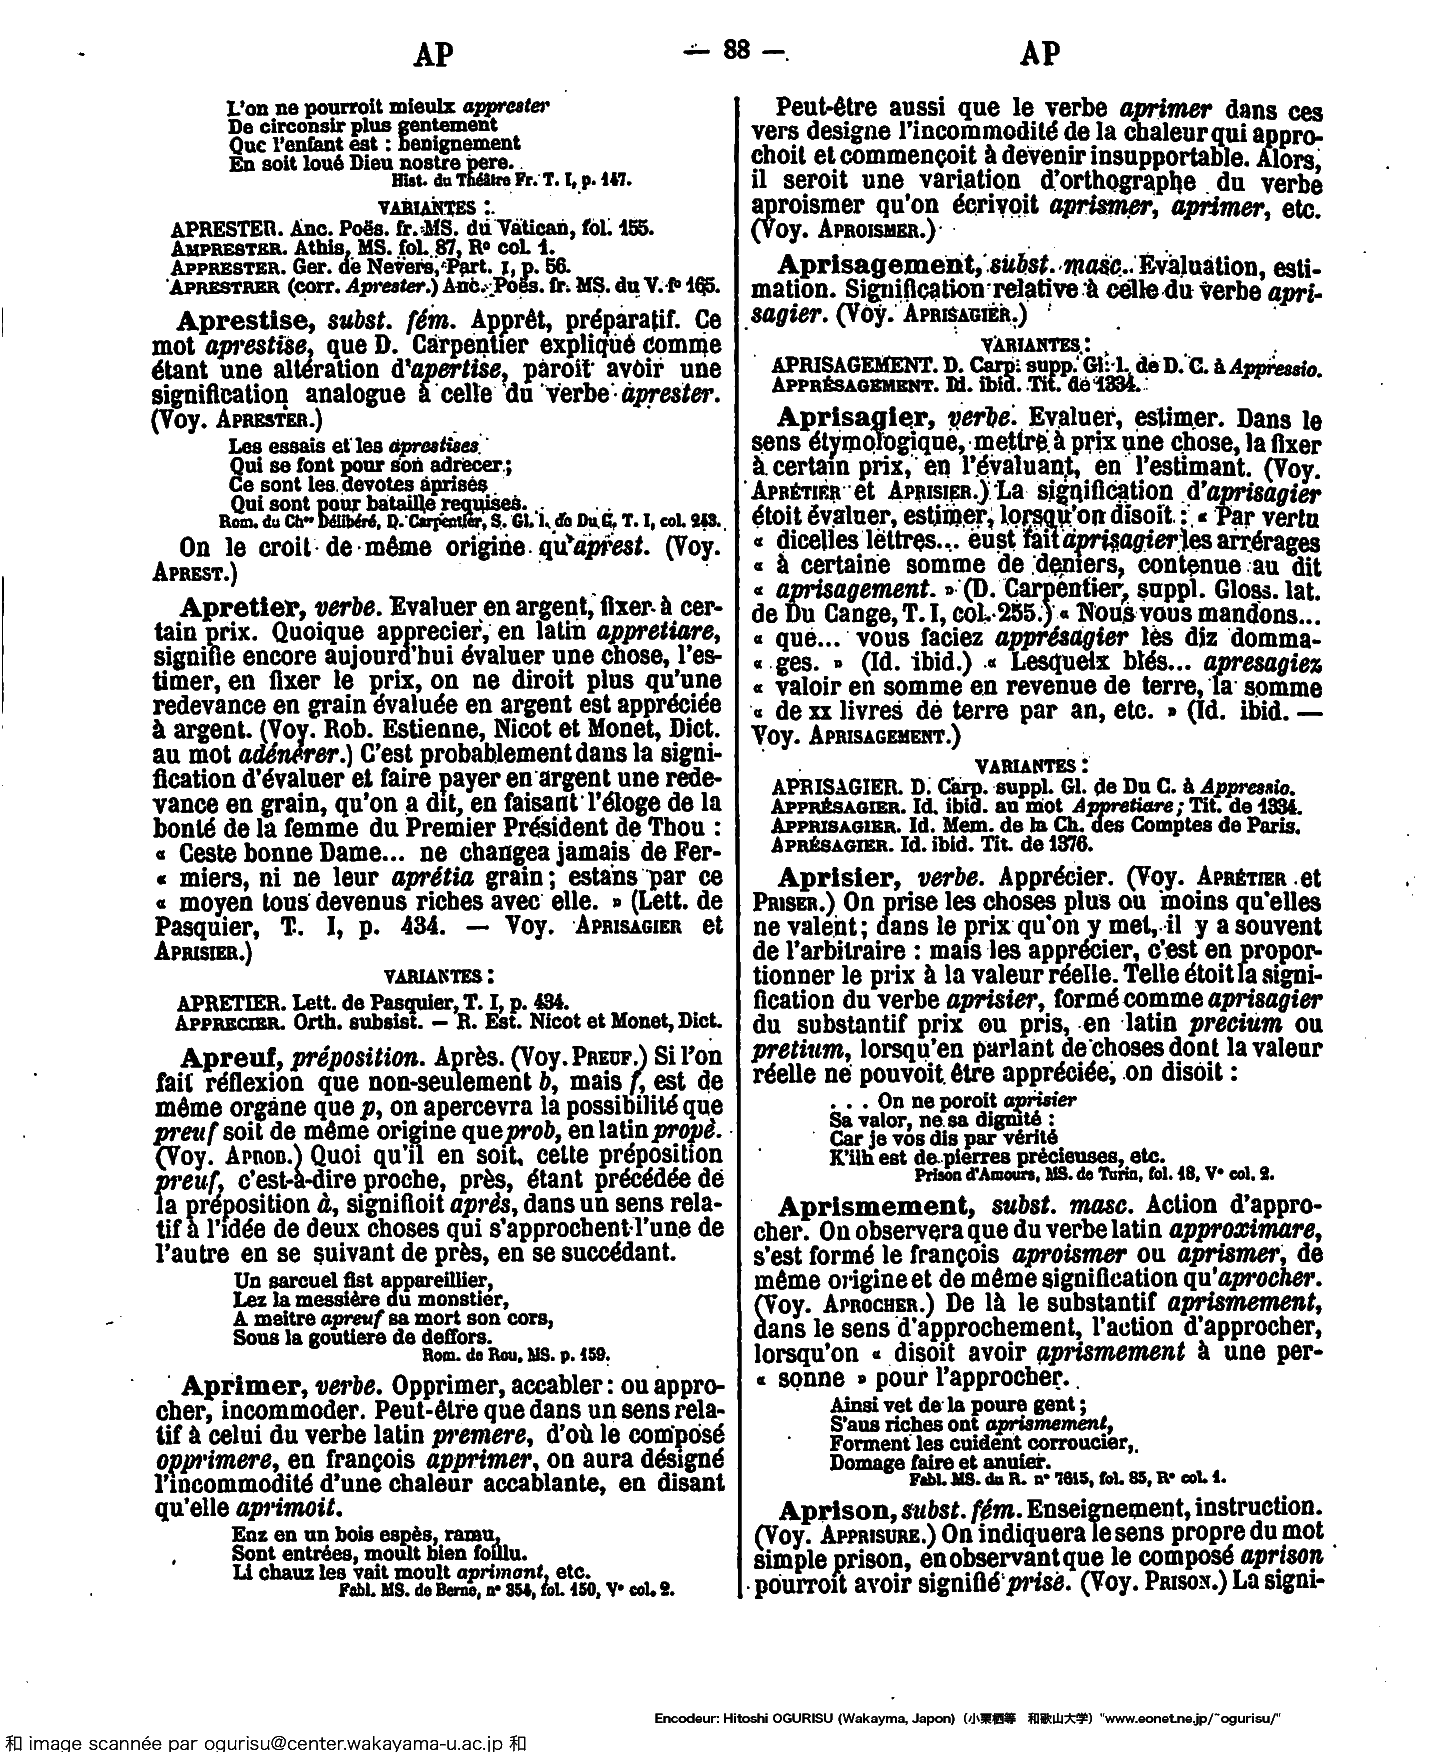 AP — 88 — AP
L'on ne pourroit mieulx apprester
De circonsir plus gentement
Que l'enfant est : benignement
En soit loué Dieu nostre pere.
Hist. du Théâtre Fr. T. I, p. 147.
VARIANTES :
APRESTER. Anc. Poës. fr. MS. du Vatican, fol. 155.
AMPRESTER. Athis, MS. fol. 87, R° col. 1.
APPRESTER. Ger. de Nevers, Part. I, p. 56.
APRESTRER (corr. Aprester.) Anc. Poës. fr. MS. du V. f° 165.
Aprestise, subst. fém. Apprêt, préparatif. Ce
mot aprestise, que D. Carpentier explique comme
étant une altération d'apertise, paroit avoir une
signification analogue à celle du verbe aprester.
(Voy. APRESTER.)
Les essais et les aprestises
Qui se font pour son adrecer ;
Ce sont les devotes aprises
Qui sont pour bataille requises.
Rom. du Cher Délibéré, D. Carpentier, S. Gl. l. de Du C. T. I, col. 243.
On le croit de même origine qu'aprest. (Voy.
APREST.)
Apretier, verbe. Evaluer en argent, fixer à cer-
tain prix. Quoique apprecier, en latin appretiare,
signifie encore aujourd'hui évaluer une chose, l'es-
timer, en fixer le prix, on ne diroit plus qu'une
redevance en grain évaluée en argent est appréciée
à argent. (Voy. Rob. Estienne, Nicot et Monet, Dict.
au mot adénérer.) C'est probablement dans la signi-
fication d'évaluer et faire payer en argent une rede-
vance en grain, qu'on a dit, en faisant l'éloge de la
bonté de la femme du Premier Président de Thou :
« Ceste bonne Dame... ne changea jamais de Fer-
« miers, ni ne leur aprétia grain ; estans par ce
« moyen tous devenus riches avec elle. » (Lett. de
Pasquier, T. I, p. 434. — Voy. APRISAGIER et
APRISIER.)
VARIANTES :
APRETIER. Lett. de Pasquier, T. I, p. 434.
APPRECIER. Orth. subsist. — R. Est. Nicot et Monet, Dict.
Apreuf, préposition. Après. (Voy. PREUF.) Si l'on
fait réflexion que non-seulement b, mais f, est de
même organe que p, on apercevra la possibilité que
preuf soit de même origine que prob, en latin propè.
(Voy. APROB.) Quoi qu'il en soit, cette préposition
preuf, c'est-à-dire proche, près, étant précédée de
la préposition à, signifioit après, dans un sens rela-
tif à l'idée de deux choses qui s'approchent l'une de
l'autre en se suivant de près, en se succédant.
Un sarcuel fist appareillier,
Lez la messière du monstier,
A meitre apreuf sa mort son cors,
Sous la goutiere de deffors.
Rom. de Rou, MS. p. 159.
Aprimer, verbe. Opprimer, accabler : ou appro-
cher, incommoder. Peut-être que dans un sens rela-
tif à celui du verbe latin premere, d'où le composé
opprimere, en françois apprimer, on aura désigné
l'incommodité d'une chaleur accablante, en disant
qu'elle aprimoit.
Enz en un bois espès, ramu,
Sont entrées, moult bien foillu.
Li chauz les vait moult aprimant, etc.
Fabl. MS. de Berne, n° 354, fol. 150, V° col. 2.
Peut-être aussi que le verbe aprimer dans ces
vers designe l'incommodité de la chaleur qui appro-
choit et commençoit à devenir insupportable. Alors,
il seroit une variation d'orthographe du verbe
aproismer qu'on écrivoit aprismer, aprimer, etc.
(Voy. APROISMER.)
Aprisagement, subst. masc. Evaluation, esti-
mation. Signification relative à celle du verbe apri-
sagier. (Voy. APRISAGIER.)
VARIANTES :
APRISAGEMENT. D. Carp. supp. Gl. l. de D. C. à Appressio.
APPRÉSAGEMENT. Id. ibid. Tit. de 1334.
Aprisagier, verbe. Evaluer, estimer. Dans le
sens étymologique, mettre à prix une chose, la fixer
à certain prix, en l'évaluant, en l'estimant. (Voy.
APRÉTIER et APRISIER.) La signification d'aprisagier
étoit évaluer, estimer, lorsqu'on disoit : « Par vertu
« dicelles lettres... eust fait aprisagier les arrérages
« à certaine somme de deniers, contenue au dit
« aprisagement. » (D. Carpentier, suppl. Gloss. lat.
de Du Cange, T. I, col. 255.) « Nous vous mandons...
« que... vous faciez apprésagier lès diz domma-
« ges. » (Id. ibid.) « Lesqueix blés... apresagiez
« valoir en somme en revenue de terre, la somme
« de xx livres de terre par an, etc. » (Id. ibid. —
Voy. APRISAGEMENT.)
VARIANTES :
APRISAGIER. D. Carp. suppl. Gl. de Du C. à Appressio.
APPRÉSAGIER. Id. ibid. au mot Appretiare ; Tit. de 1334.
APPRISAGIER. Id. Mem. de la Ch. des Comptes de Paris.
APRÉSAGIER. Id. ibid. Tit. de 1376.
Aprisier, verbe. Apprécier. (Voy. APRÉTIER et
PRISER.) On prise les choses plus ou moins qu'elles
ne valent ; dans le prix qu'on y met, il y a souvent
de l'arbitraire : mais les apprécier, c'est en propor-
tionner le prix à la valeur réelle. Telle étoit la signi-
fication du verbe aprisier, formé comme aprisagier
du substantif prix ou pris, en latin precium ou
pretium, lorsqu'en parlant de choses dont la valeur
réelle ne pouvoit être appréciée, on disoit :
. . . On ne poroit aprisier
Sa valor, ne sa dignité :
Car je vos dis par vérité
K'ilh est de pierres précieuses, etc.
Prison d'Amours, MS. de Turin, fol. 18, V° col. 2.
Aprismement, subst. masc. Action d'appro-
cher. On observera que du verbe latin approximare,
s'est formé le françois aproismer ou aprismer, de
même origine et de même signification qu'aprocher.
(Voy. APROCHER.) De là le substantif aprismement,
dans le sens d'approchement, l'action d'approcher,
lorsqu'on « disoit avoir aprismement à une per-
« sonne » pour l'approcher.
Ainsi vet de la poure gent ;
S'aus riches ont aprismement,
Forment les cuident corroucier,
Domage faire et anuier.
Fabl. MS. du R. n° 7615, fol. 85, R° col. 1.
Aprison, subst. fém. Enseignement, instruction.
(Voy. APPRISURE.) On indiquera le sens propre du mot
simple prison, en observant que le composé aprison
pourroit avoir signifié prise. (Voy. PRISON.) La signi-
Encodeur: Hitoshi OGURISU (Wakayma, Japon) (小栗栖等 和歌山大学) "www.eonet.ne.jp/~ogurisu/"
和 image scannée par ogurisu@center.wakayama-u.ac.jp 和